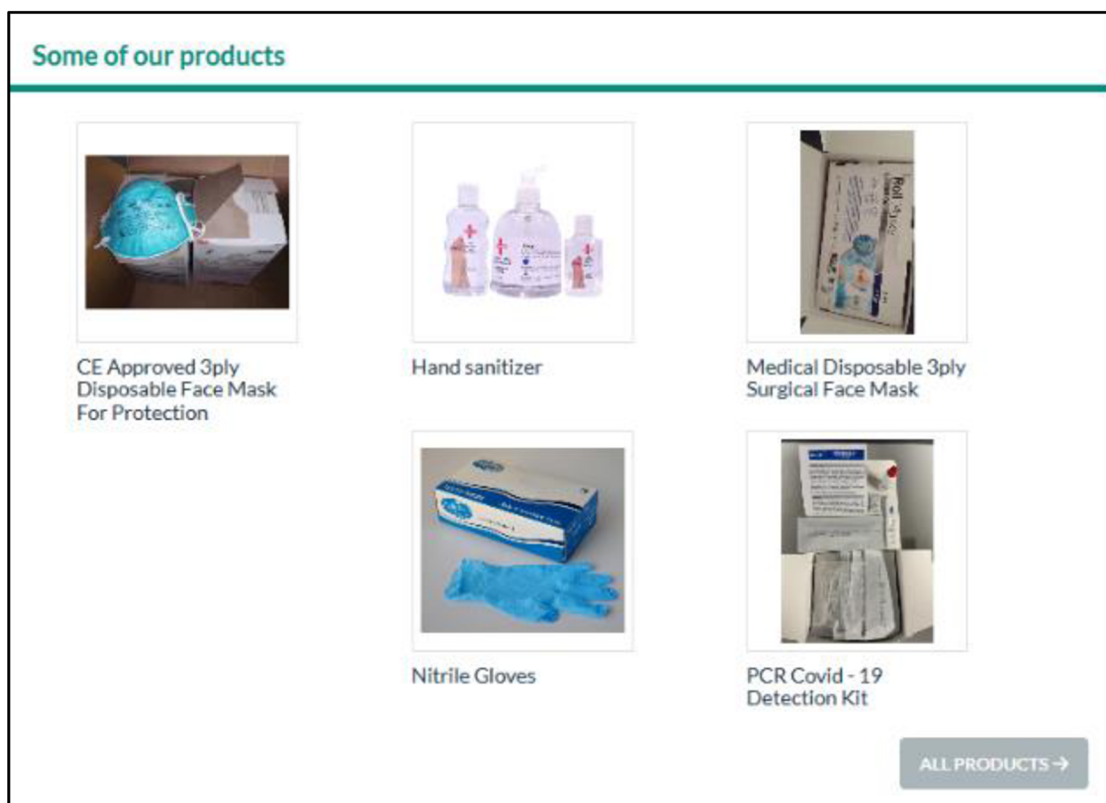 Some of our products
CE Approved 3ply
Disposable Face Mask
For Protection
Hand sanitizer
Medical Disposable 3ply
Surgical Face Mask
Nitrile Gloves
PCR Covid - 19
Detection Kit
ALL PRODUCTS →